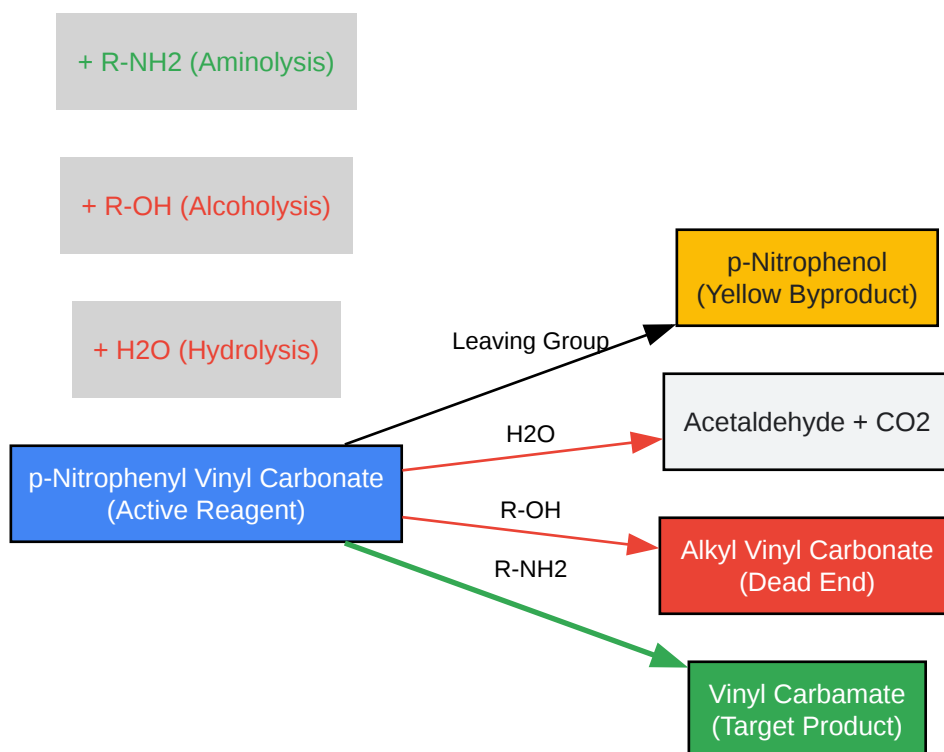 + R-NH2 (Aminolysis)
+ R-OH (Alcoholysis)
+ H2O (Hydrolysis)
p-Nitrophenol
(Yellow Byproduct)
Leaving Group
Acetaldehyde + CO2
H2O
p-Nitrophenyl Vinyl Carbonate
(Active Reagent)
R-OH
Alkyl Vinyl Carbonate
(Dead End)
R-NH2
Vinyl Carbamate
(Target Product)